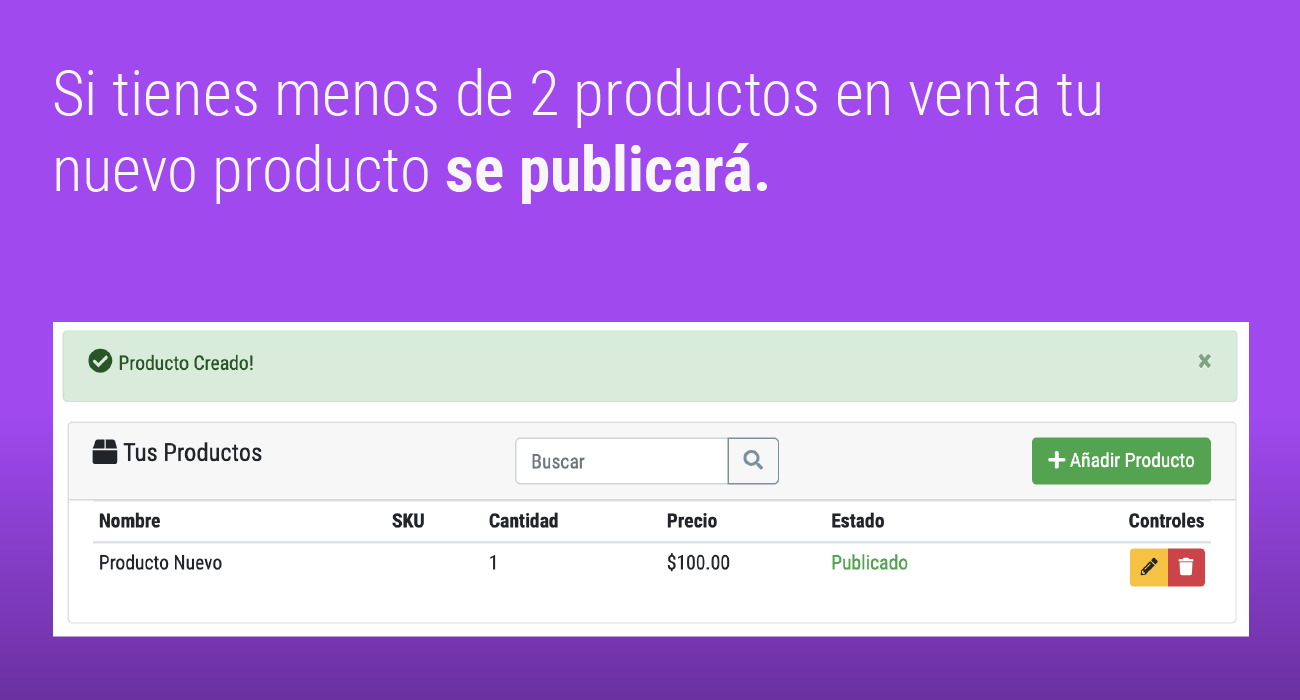 Si tienes menos de 2 productos en venta tu
nuevo producto se publicará.
Producto Creado! ×
Tus Productos Buscar + Añadir Producto
Nombre SKU Cantidad Precio Estado Controles
Producto Nuevo 1 $100.00 Publicado